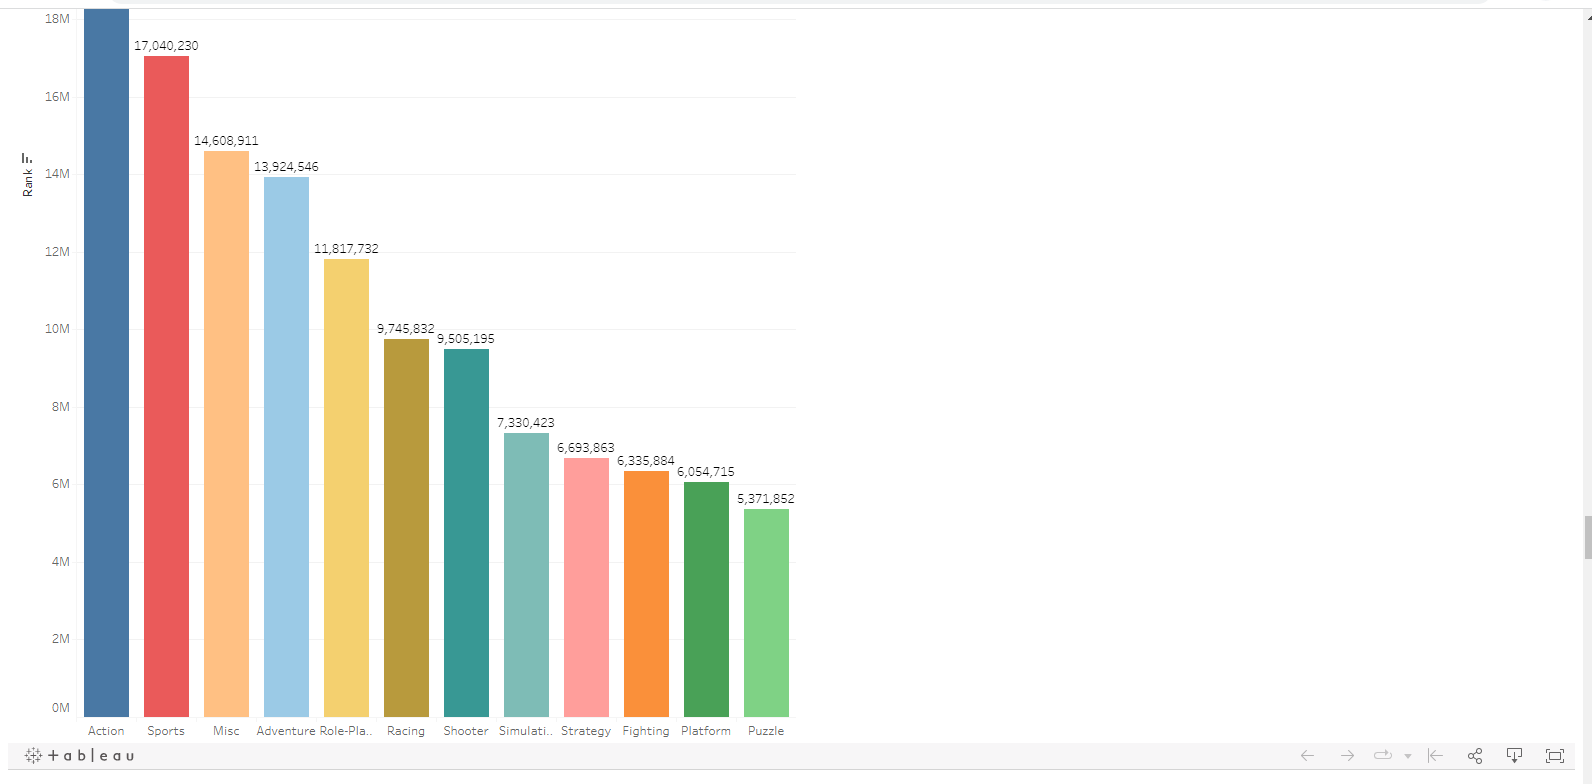 18M
17,040,230
16M
14,608,911
14M
13,924,546
Rank
12M
11,817,732
10M
9,745,832
9,505,195
8M
7,330,423
6,693,863
6,335,884
6,054,715
6M
5,371,852
4M
2M
0M
Action Sports Misc Adventure Role-Pla.. Racing Shooter Simulati.. Strategy Fighting Platform Puzzle
+ a b | e a u